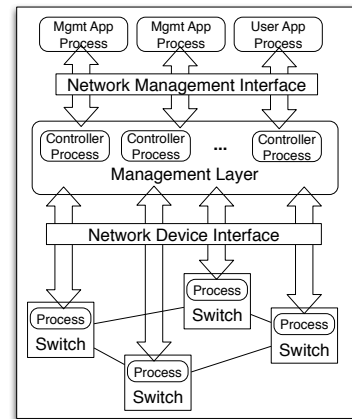 Mgmt App Process
Mgmt App Process
User App Process
Network Management Interface
Controller Process
Controller Process
...
Controller Process
Management Layer
Network Device Interface
Process
Switch
Process
Switch
Process
Switch
Process
Switch